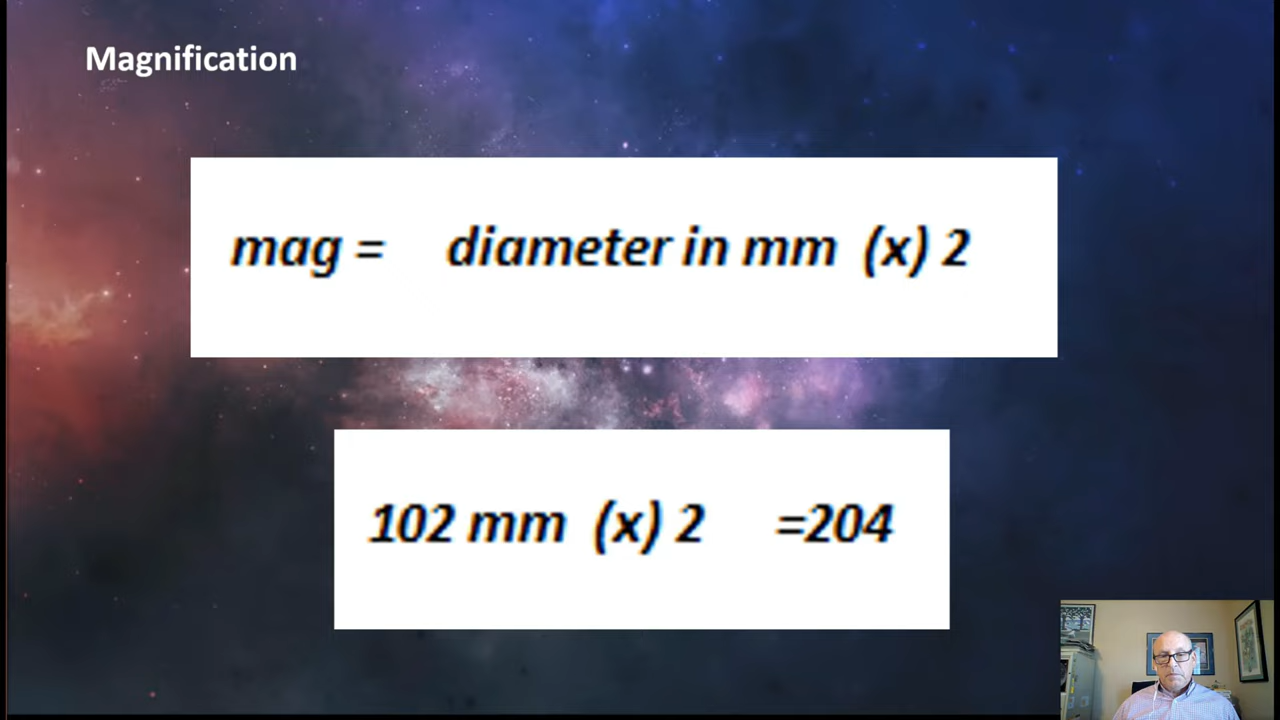 Magnification
mag = diameter in mm (x) 2
102 mm (x) 2 =204